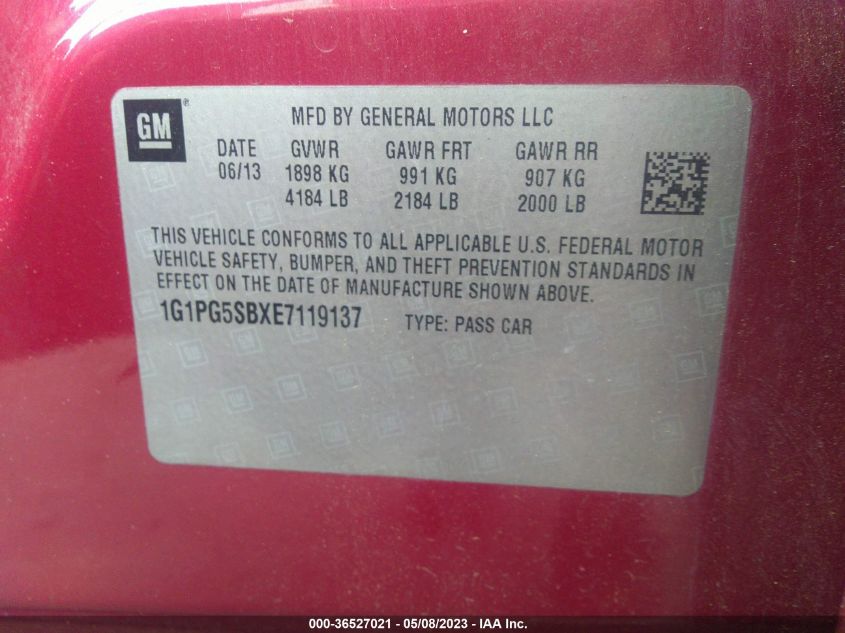 GM®
MFD BY GENERAL MOTORS LLC
DATE GVWR GAWR FRT GAWR RR
06/13 1898 KG 991 KG 907 KG
4184 LB 2184 LB 2000 LB
THIS VEHICLE CONFORMS TO ALL APPLICABLE U.S. FEDERAL MOTOR
VEHICLE SAFETY, BUMPER, AND THEFT PREVENTION STANDARDS IN
EFFECT ON THE DATE OF MANUFACTURE SHOWN ABOVE.
1G1PG5SBXE7119137 TYPE: PASS CAR
000-36527021 - 05/08/2023 - IAA Inc.